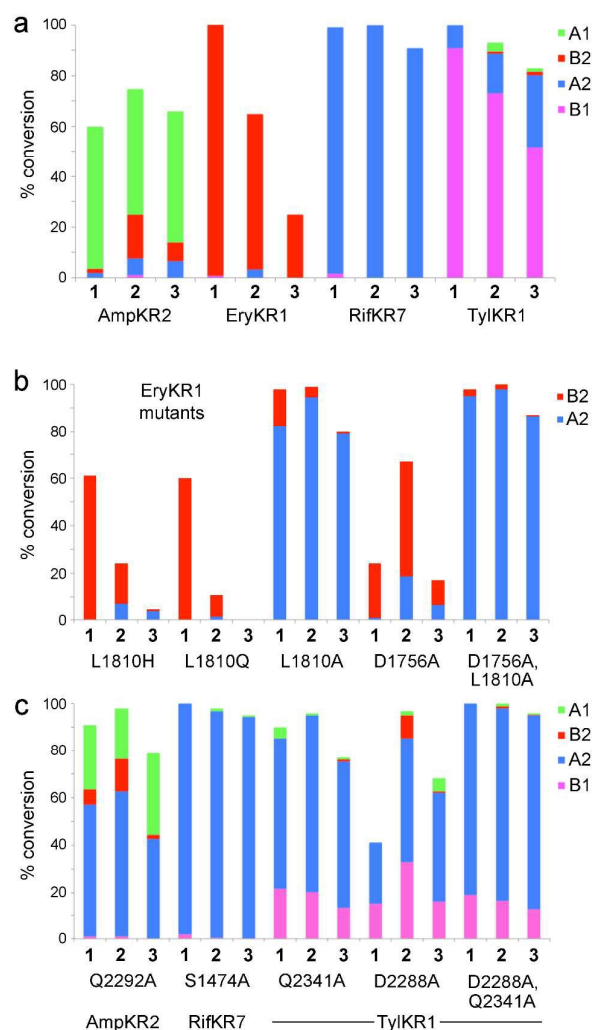 a
100
80
60
40
20
0
% conversion
A1
B2
A2
B1
1 2 3 1 2 3 1 2 3 1 2 3
AmpKR2 EryKR1 RifKR7 TylKR1
b
100
80
60
40
20
0
% conversion
EryKR1
mutants
B2
A2
1 2 3 1 2 3 1 2 3 1 2 3 1 2 3
L1810H L1810Q L1810A D1756A D1756A,
L1810A
c
100
80
60
40
20
0
% conversion
A1
B2
A2
B1
1 2 3 1 2 3 1 2 3 1 2 3 1 2 3
Q2292A S1474A Q2341A D2288A D2288A,
Q2341A
AmpKR2 RifKR7 TylKR1